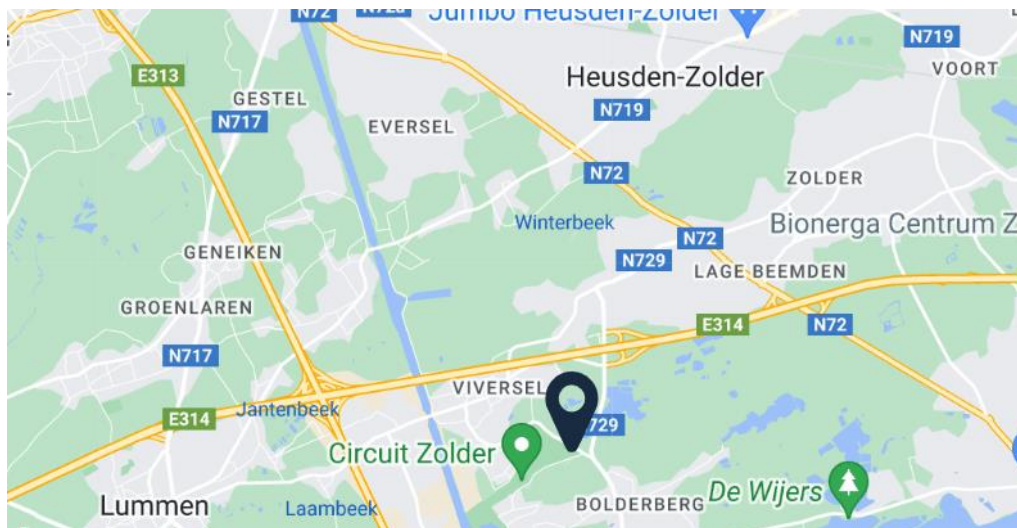 N72
Jumbo Heusden-Zolder
N719
VOORT
E313
Heusden-Zolder
GESTEL
N717
EVERSEL
N719
N72
ZOLDER
Winterbeek
Bionerga Centrum Z
N72
GENEIKEN
N729
LAGE BEEMDEN
GROENLAREN
E314
N72
N717
VIVERSEL
Jantenbeek
E314
729
Circuit Zolder
De Wijers
BOLDERBERG
Lummen
Laambeek